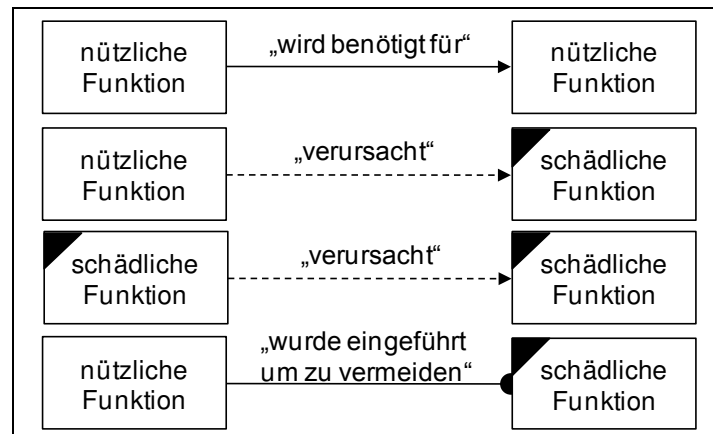 nützliche
Funktion
„wird benötigt für“
nützliche
Funktion
nützliche
Funktion
„verursacht“
schädliche
Funktion
schädliche
Funktion
„verursacht“
schädliche
Funktion
nützliche
Funktion
„wurde eingeführt
um zu vermeiden“
schädliche
Funktion